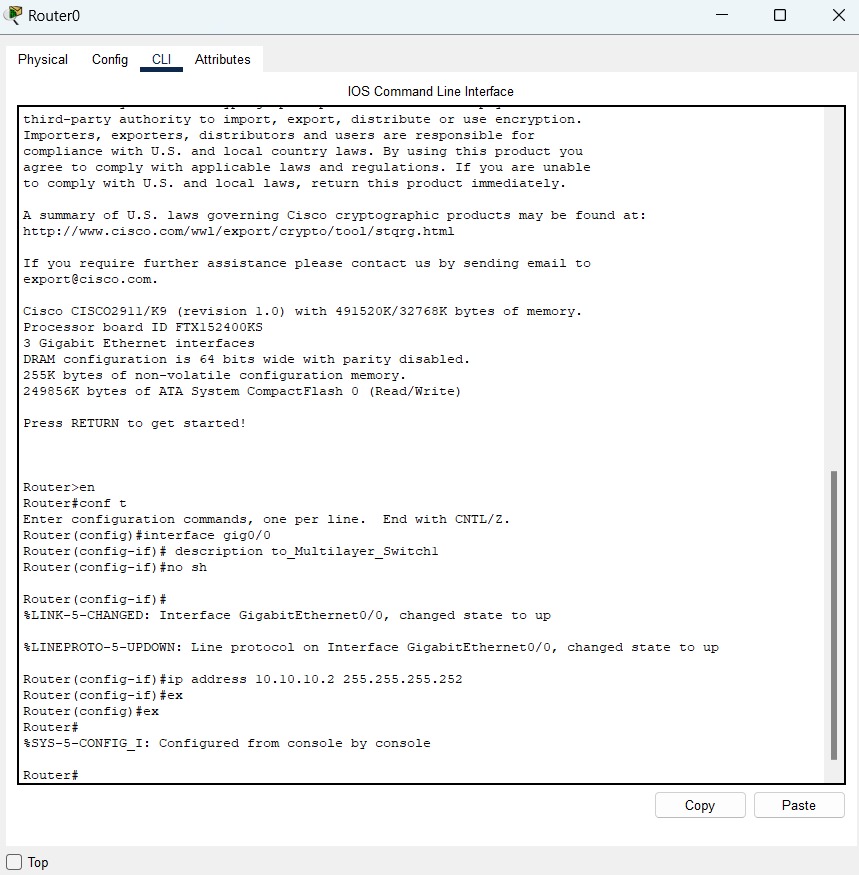 Router0
Physical Config CLI Attributes
IOS Command Line Interface
third-party authority to import, export, distribute or use encryption.
Importers, exporters, distributors and users are responsible for
compliance with U.S. and local country laws. By using this product you
agree to comply with applicable laws and regulations. If you are unable
to comply with U.S. and local laws, return this product immediately.
A summary of U.S. laws governing Cisco cryptographic products may be found at:
http://www.cisco.com/wwl/export/crypto/tool/stqrg.html
If you require further assistance please contact us by sending email to
export@cisco.com.
Cisco CISCO2911/K9 (revision 1.0) with 491520K/32768K bytes of memory.
Processor board ID FTX152400KS
3 Gigabit Ethernet interfaces
DRAM configuration is 64 bits wide with parity disabled.
255K bytes of non-volatile configuration memory.
249856K bytes of ATA System CompactFlash 0 (Read/Write)
Press RETURN to get started!
Router>en
Router#conf t
Enter configuration commands, one per line.  End with CNTL/Z.
Router(config)#interface gig0/0
Router(config-if)# description to_Multilayer_Switch1
Router(config-if)#no sh
Router(config-if)#
%LINK-5-CHANGED: Interface GigabitEthernet0/0, changed state to up
%LINEPROTO-5-UPDOWN: Line protocol on Interface GigabitEthernet0/0, changed state to up
Router(config-if)#ip address 10.10.10.2 255.255.255.252
Router(config-if)#ex
Router(config)#ex
Router#
%SYS-5-CONFIG_I: Configured from console by console
Router#
Copy Paste
Top